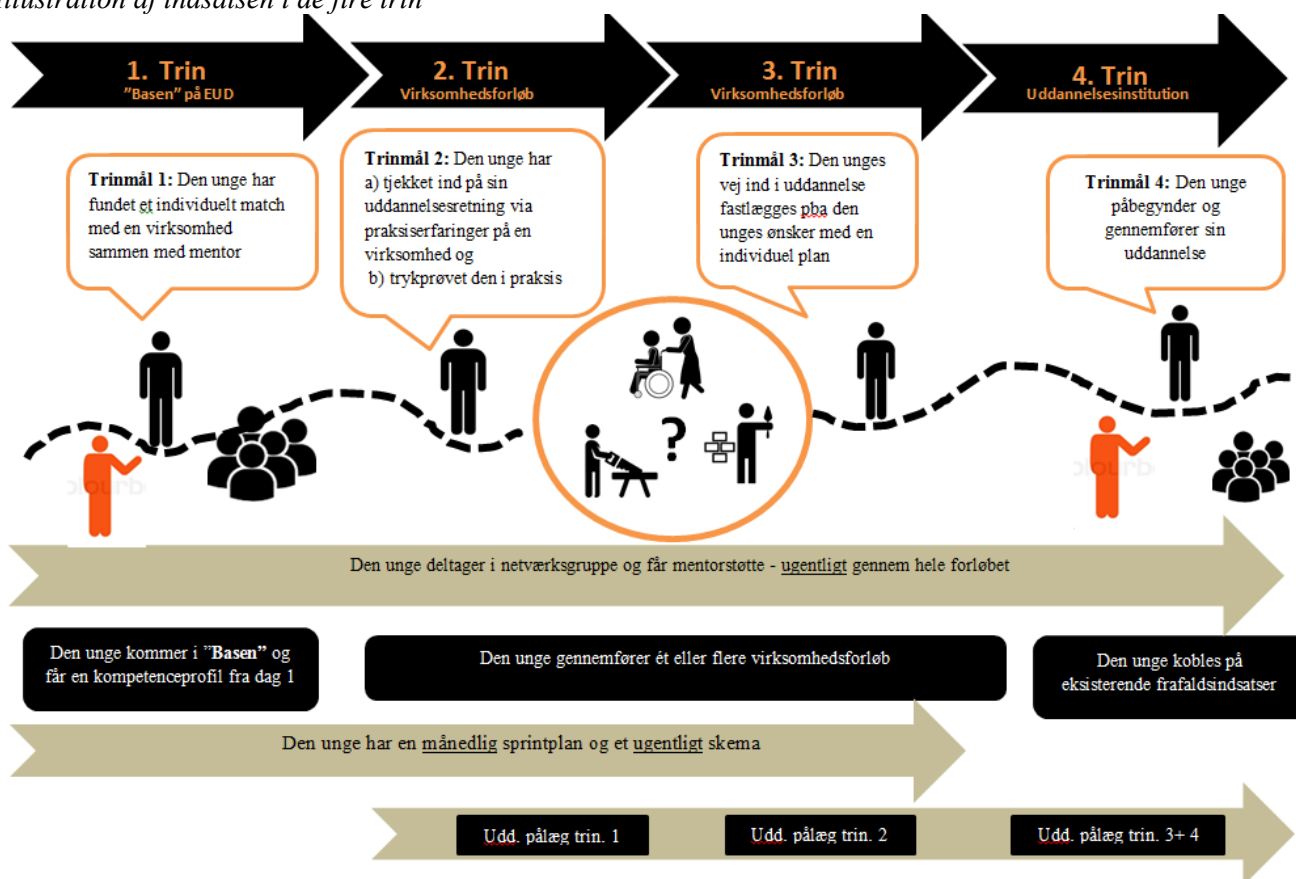 Illustration af indsatsen i de fire trin
1. Trin
"Basen" på EUD
2. Trin
Virksomhedsforløb
3. Trin
Virksomhedsforløb
4. Trin
Uddannelsesinstitution
Trinmål 1: Den unge har
fundet et individuelt match
med en virksomhed
sammen med mentor
Trinmål 2: Den unge har
a) tjekket ind på sin
uddannelsesretning via
praksiserfaringer på en
virksomhed og
b) trykprøvet den i praksis
Trinmål 3: Den unges
vej ind i uddannelse
fastlægges pba den
unges ønsker med en
individuel plan
Trinmål 4: Den unge
påbegynder og
gennemfører sin
uddannelse
?
Den unge deltager i netværksgruppe og får mentorstøtte - ugentligt gennem hele forløbet
Den unge kommer i "Basen" og
får en kompetenceprofil fra dag 1
Den unge gennemfører ét eller flere virksomhedsforløb
Den unge kobles på
eksisterende frafaldsindsatser
Den unge har en månedlig sprintplan og et ugentligt skema
Udd. pålæg trin. 1
Udd. pålæg trin. 2
Udd. pålæg trin. 3+ 4